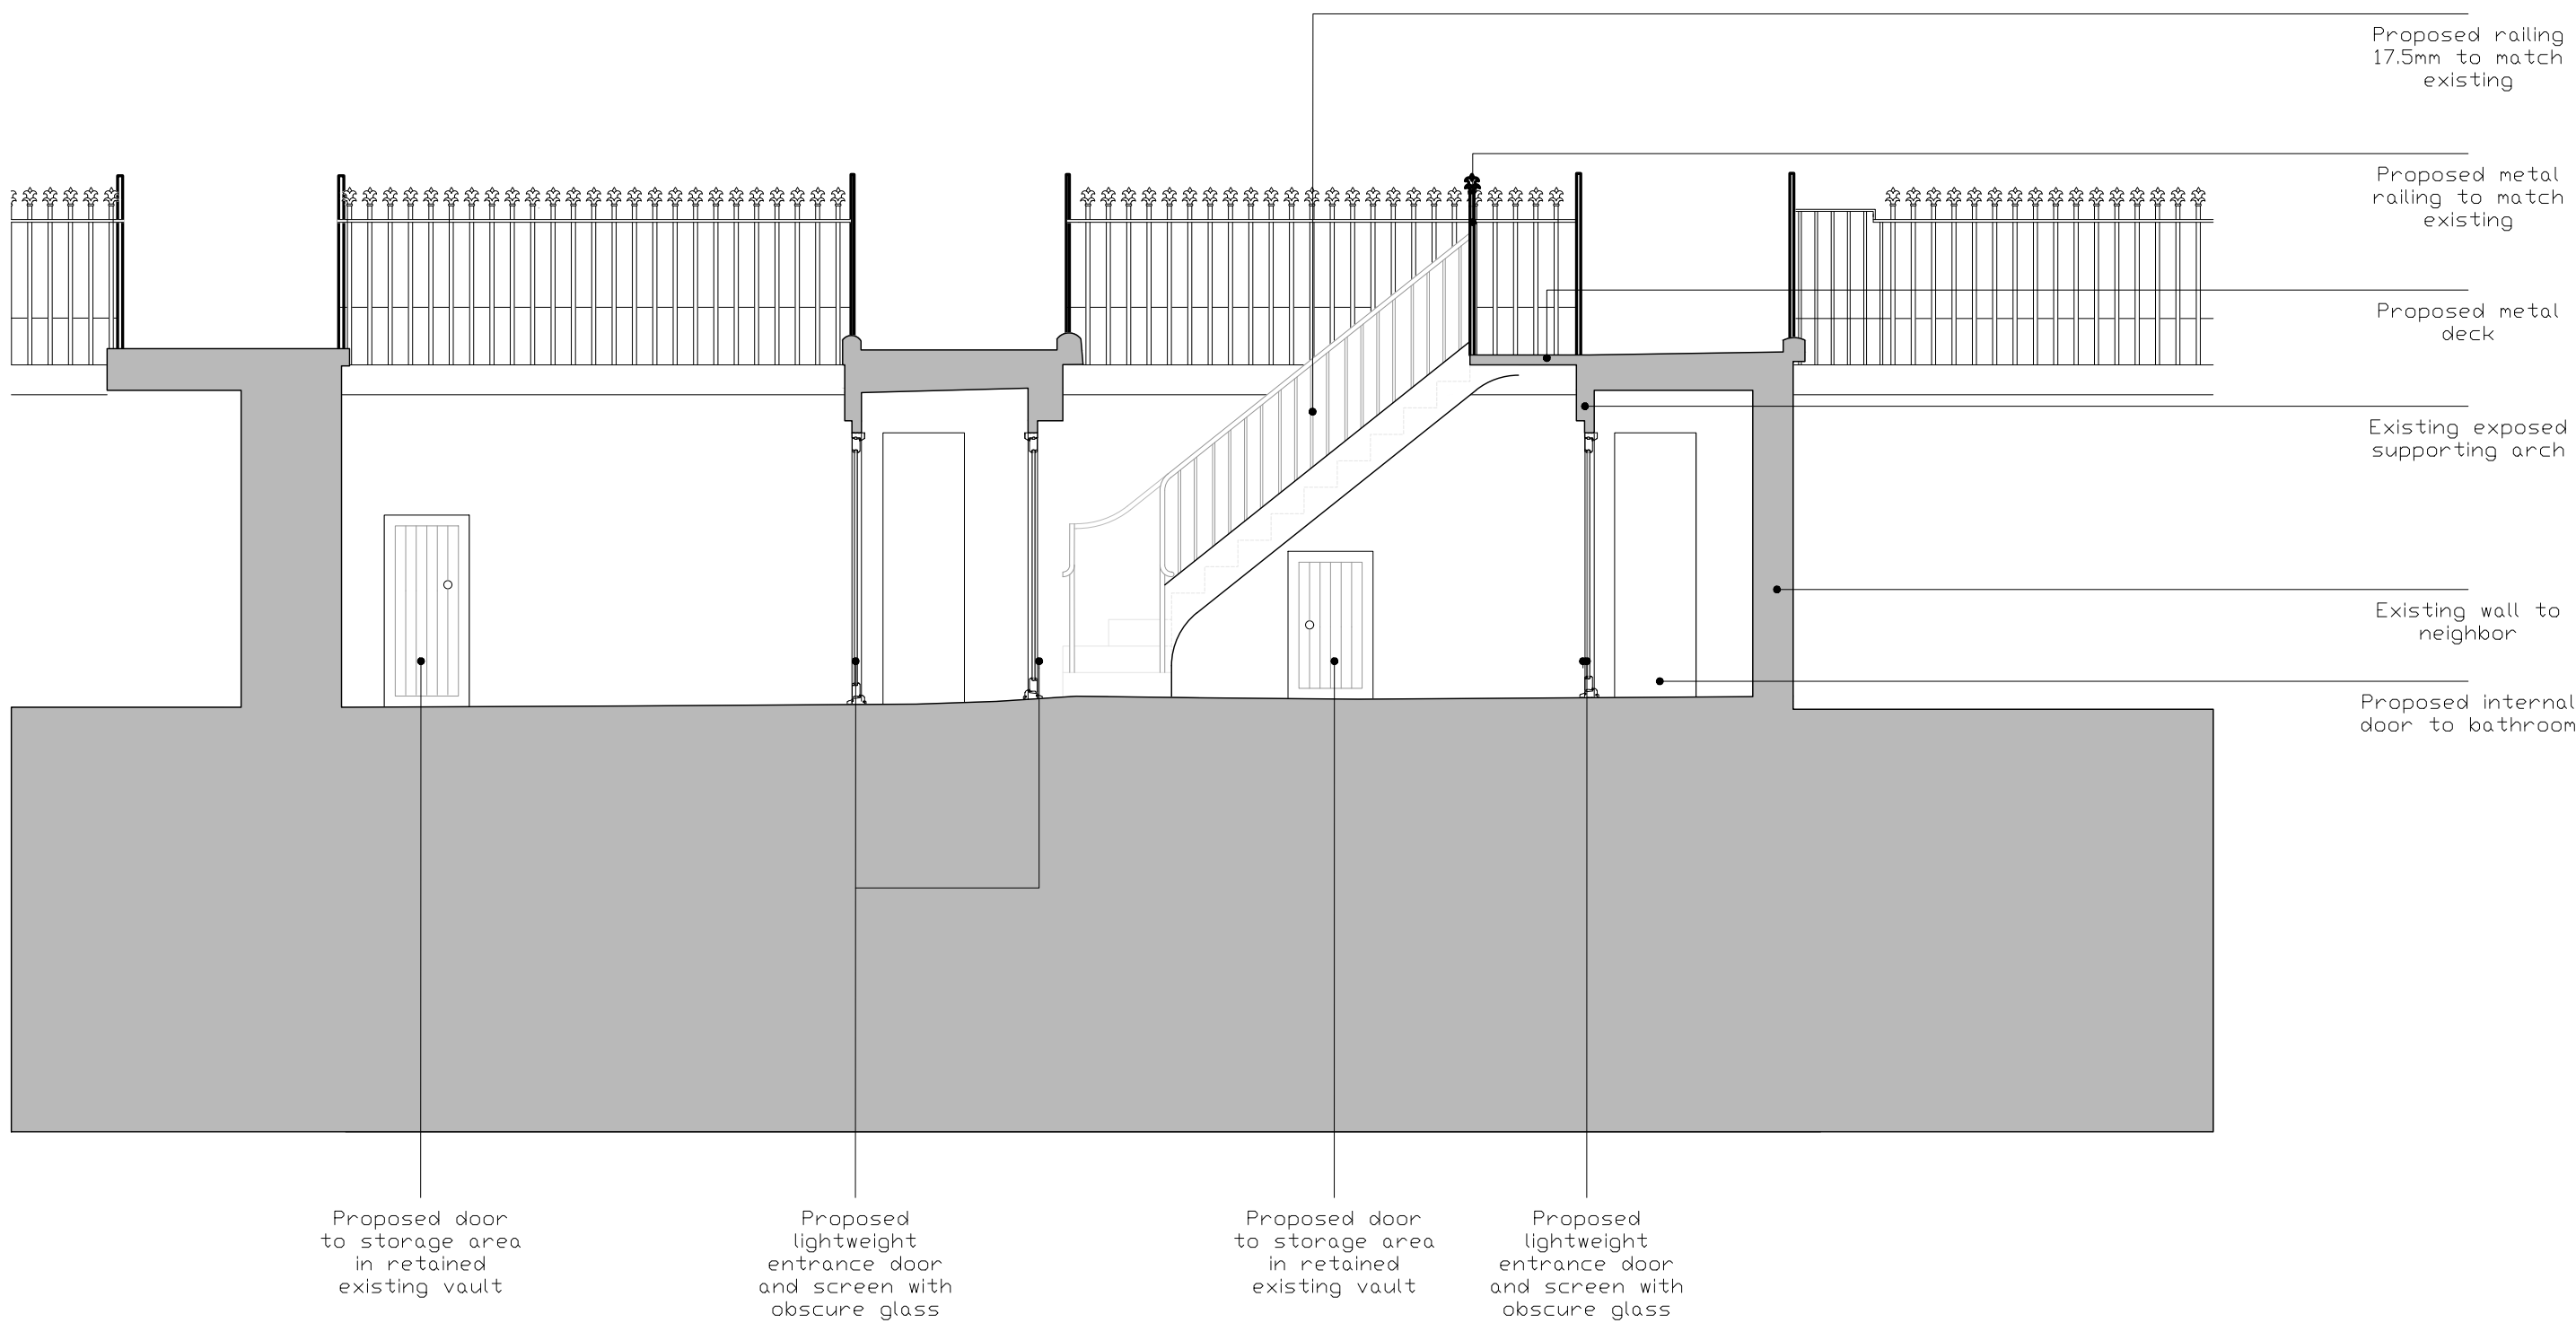 Proposed railing
17.5mm to match
existing
Proposed metal
railing to match
existing
Proposed metal
deck
Existing exposed
supporting arch
Existing wall to
neighbor
Proposed internal
door to bathroom
Proposed door
to storage area
in retained
existing vault
Proposed
lightweight
entrance door
and screen with
obscure glass
Proposed door
to storage area
in retained
existing vault
Proposed
lightweight
entrance door
and screen with
obscure glass